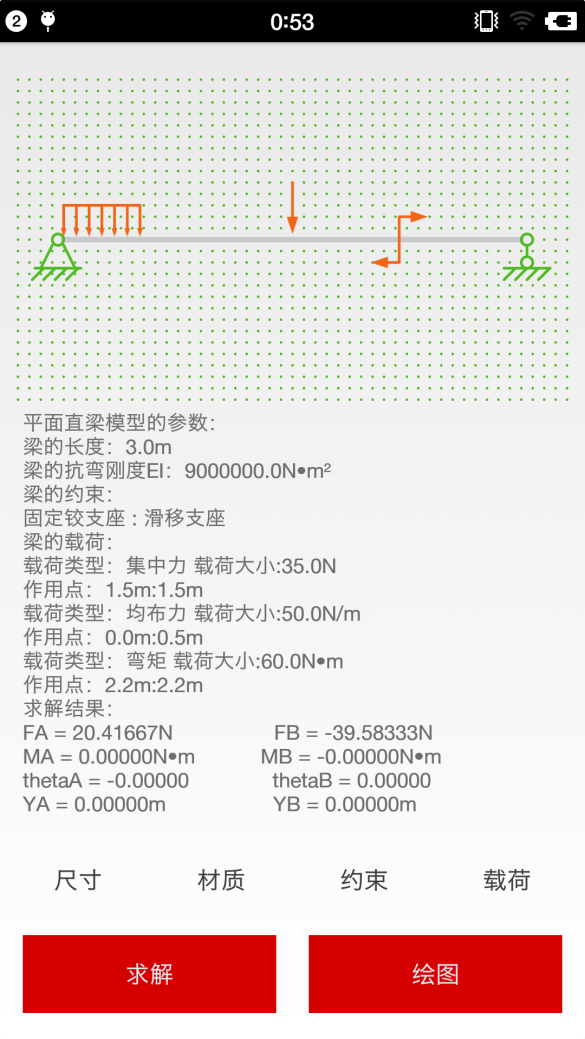 2
0:53
平面直梁模型的参数：
梁的长度：3.0m
梁的抗弯刚度EI：9000000.0N•m²
梁的约束：
固定铰支座 : 滑移支座
梁的载荷：
载荷类型：集中力 载荷大小:35.0N
作用点：1.5m:1.5m
载荷类型：均布力 载荷大小:50.0N/m
作用点：0.0m:0.5m
载荷类型：弯矩 载荷大小:60.0N•m
作用点：2.2m:2.2m
求解结果：
FA = 20.41667N FB = -39.58333N
MA = 0.00000N•m MB = -0.00000N•m
thetaA = -0.00000 thetaB = 0.00000
YA = 0.00000m YB = 0.00000m
尺寸 材质 约束 载荷
求解 绘图